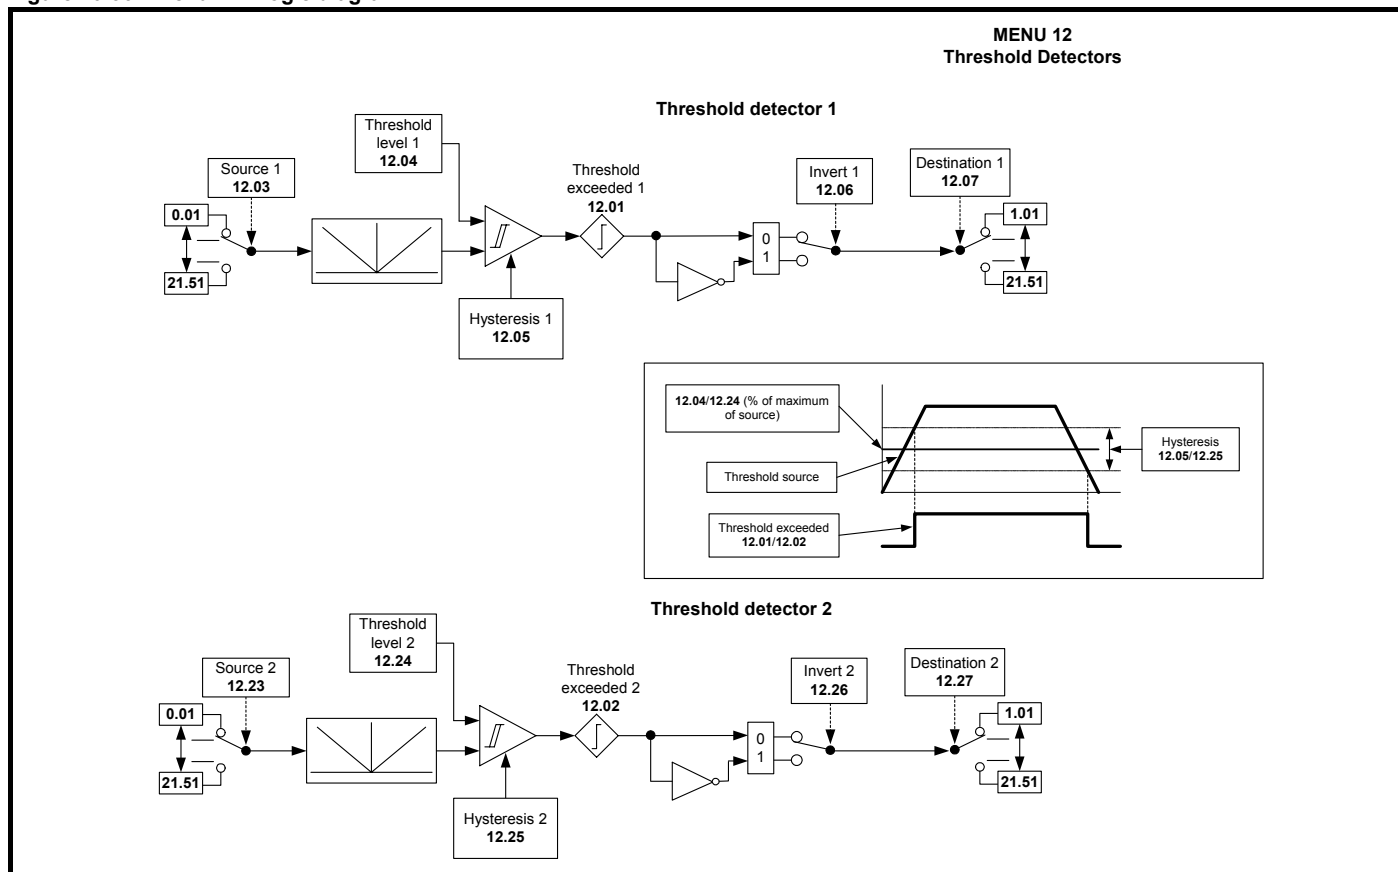 MENU 12
Threshold Detectors
Threshold detector 1
Threshold
level 1
12.04
Source 1
12.03
Threshold
exceeded 1
12.01
Invert 1
12.06
Destination 1
12.07
0.01
21.51
Hysteresis 1
12.05
0
1
1.01
21.51
12.04/12.24 (% of maximum
of source)
Threshold source
Threshold exceeded
12.01/12.02
Hysteresis
12.05/12.25
Threshold detector 2
Threshold
level 2
12.24
Source 2
12.23
Threshold
exceeded 2
12.02
Invert 2
12.26
Destination 2
12.27
0.01
21.51
Hysteresis 2
12.25
0
1
1.01
21.51